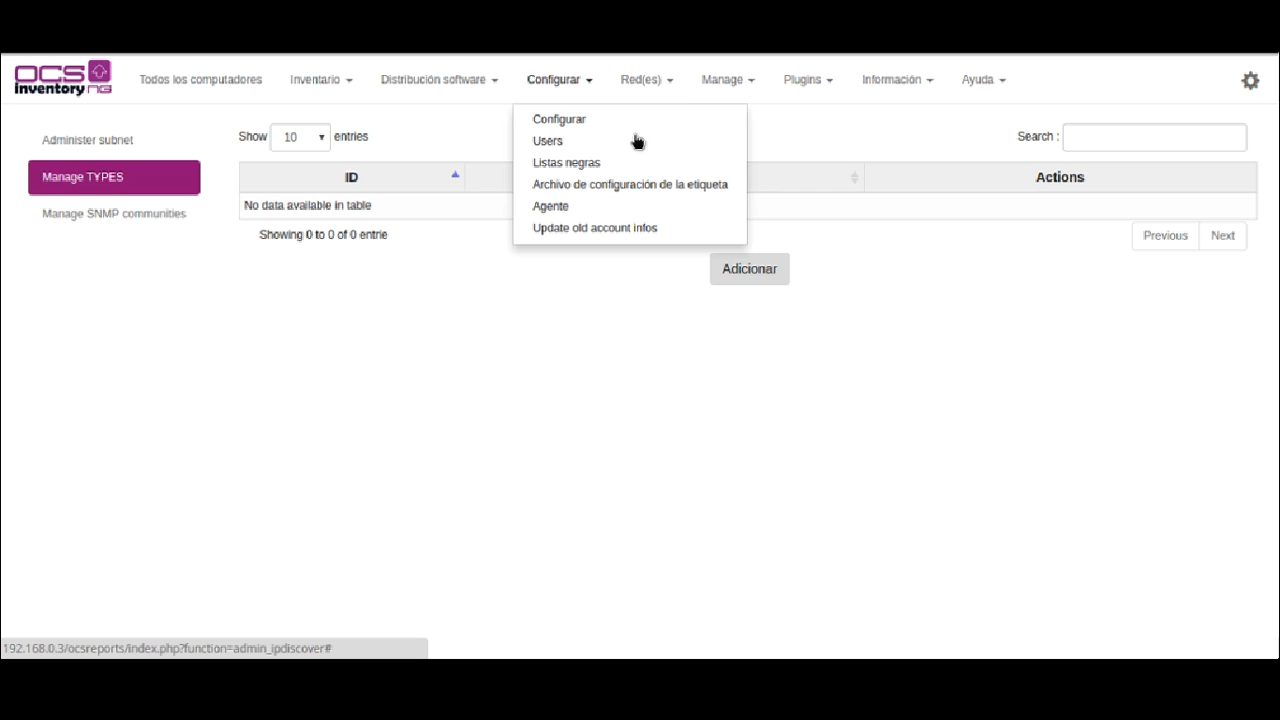 OCS inventory NG
Todos los computadores Inventario Distribución software Configurar Red(es) Manage Plugins Información Ayuda
Configurar
Users
Listas negras
Archivo de configuración de la etiqueta
Agente
Update old account infos
Administer subnet
Manage TYPES
Manage SNMP communities
Show 10 entries
Search :
ID Actions
No data available in table
Showing 0 to 0 of 0 entrie
Previous Next
Adicionar
192.168.0.3/ocsreports/index.php?function=admin_ipdiscover#